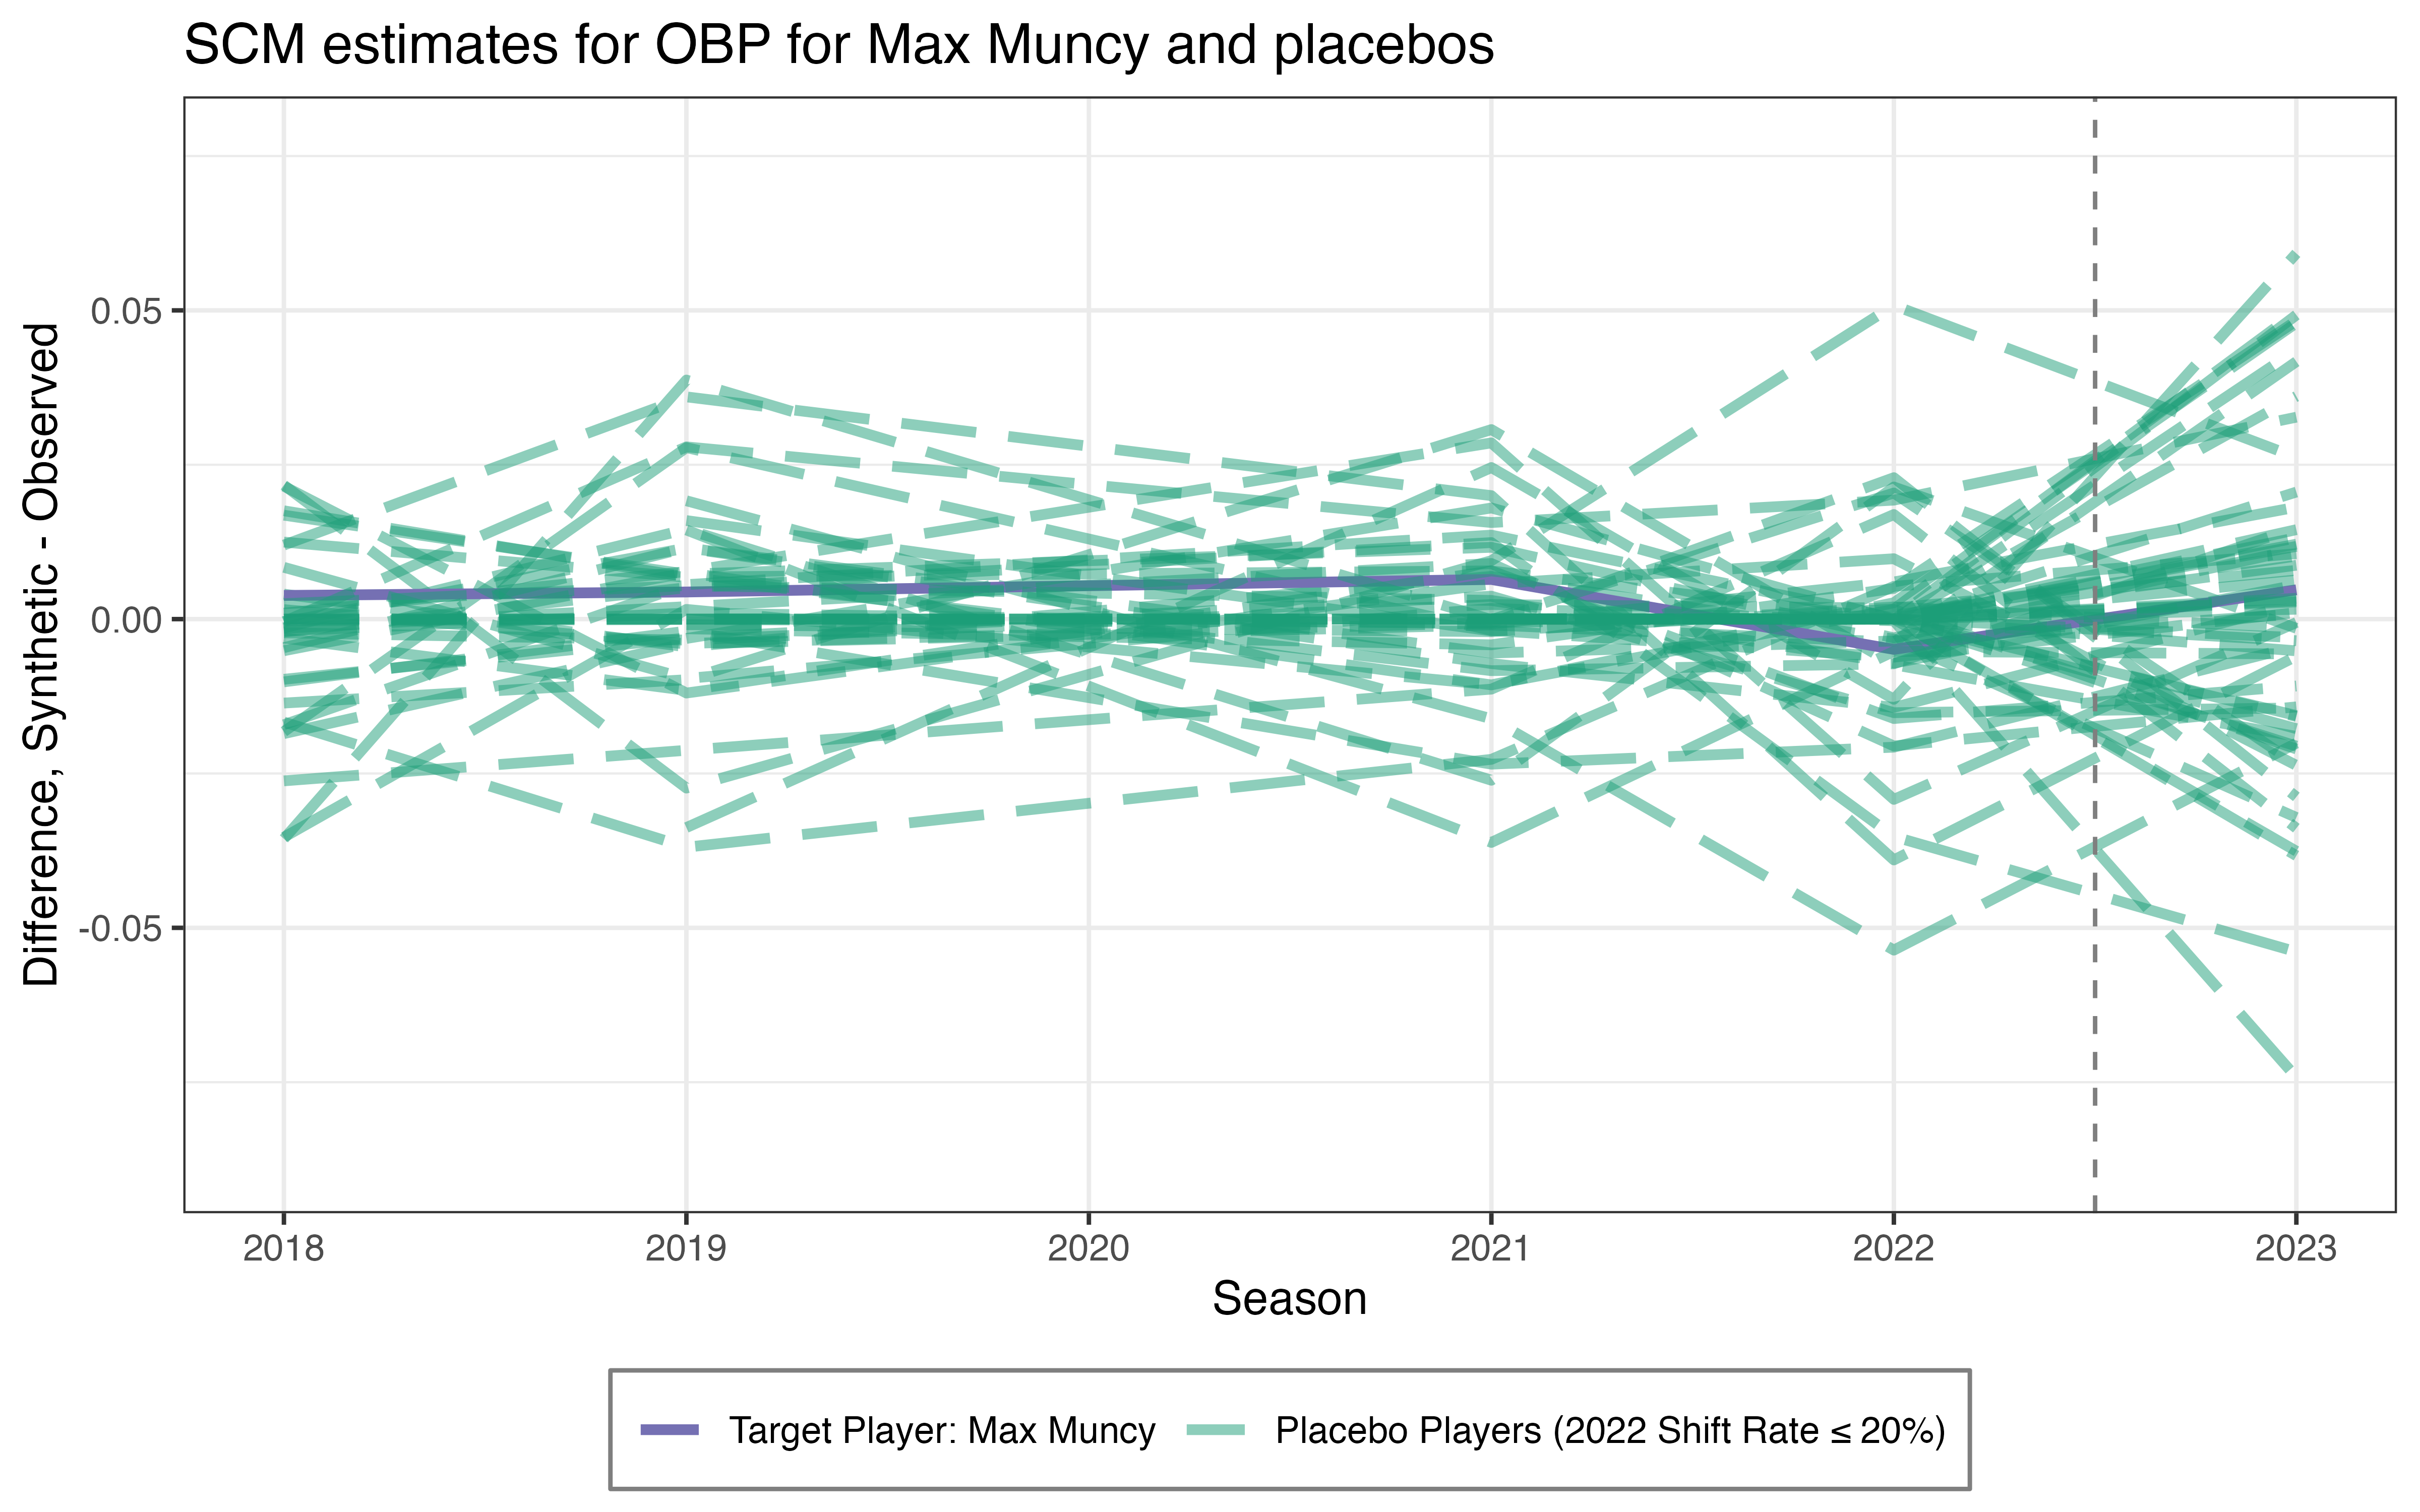 SCM estimates for OBP for Max Muncy and placebos
Difference, Synthetic - Observed
0.05
0.00
-0.05
2018 2019 2020 2021 2022 2023
Season
Target Player: Max Muncy Placebo Players (2022 Shift Rate ≤ 20%)